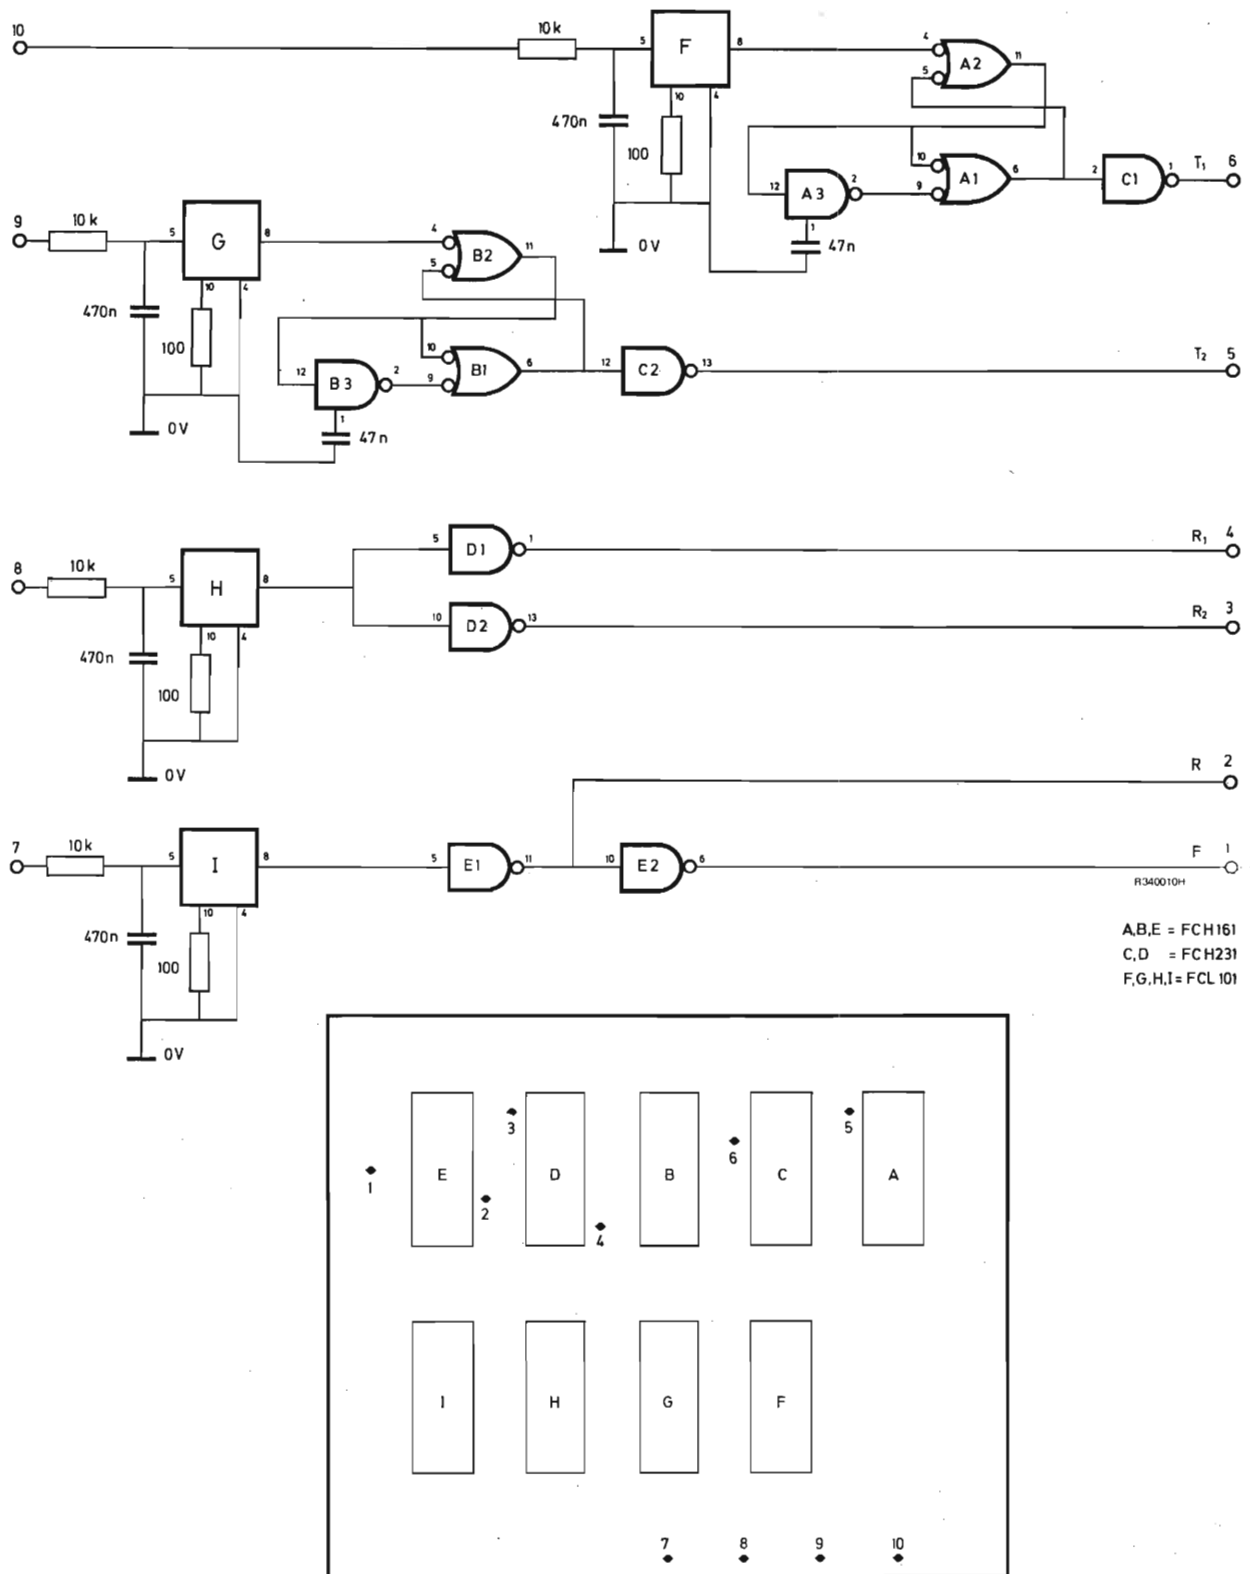 10
10k
5 F 8
10 4
470n
100
0V
4 A2 11
5
10 A1 6
9
12 A3 2
1
47n
2 C1 1
T₁ 6
9
10k
5 G 8
10 4
470n
100
0V
4 B2 11
5
10 B1 6
9
12 B3 2
1
47n
12 C2 13
T₂ 5
8
10k
5 H 8
10 4
470n
100
0V
5 D1 1
R₁ 4
10 D2 13
R₂ 3
7
10k
5 I 8
10 4
470n
100
0V
5 E1 11
R 2
10 E2 6
F 1
R340010H
A,B,E = FCH161
C,D = FCH231
F,G,H,I = FCL101
1 E 2 3 D 4 B 6 C 5 A
I H G F
7 8 9 10